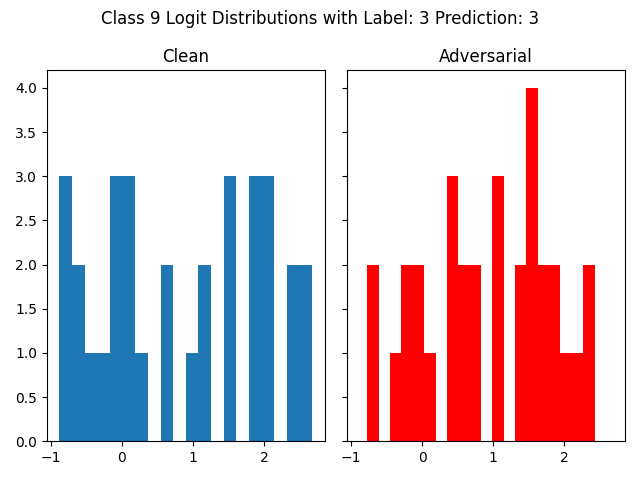 Class 9 Logit Distributions with Label: 3 Prediction: 3
Clean
Adversarial
4.0
3.5
3.0
2.5
2.0
1.5
1.0
0.5
0.0
−1 0 1 2
−1 0 1 2